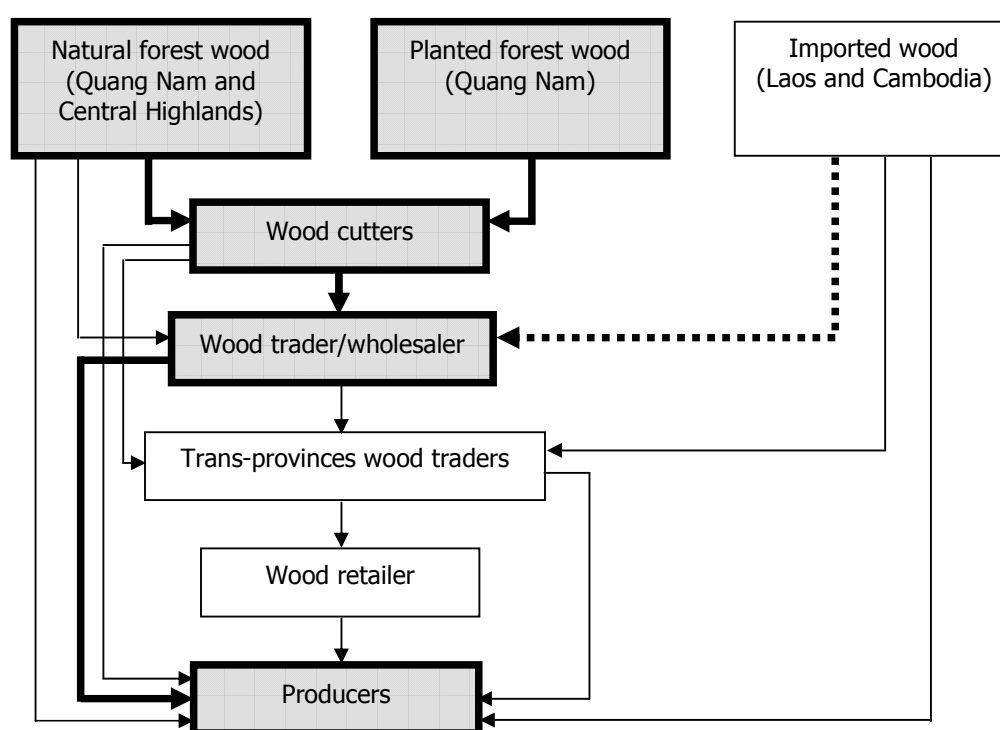 Natural forest wood
(Quang Nam and
Central Highlands)
Planted forest wood
(Quang Nam)
Imported wood
(Laos and Cambodia)
Wood cutters
Wood trader/wholesaler
Trans-provinces wood traders
Wood retailer
Producers